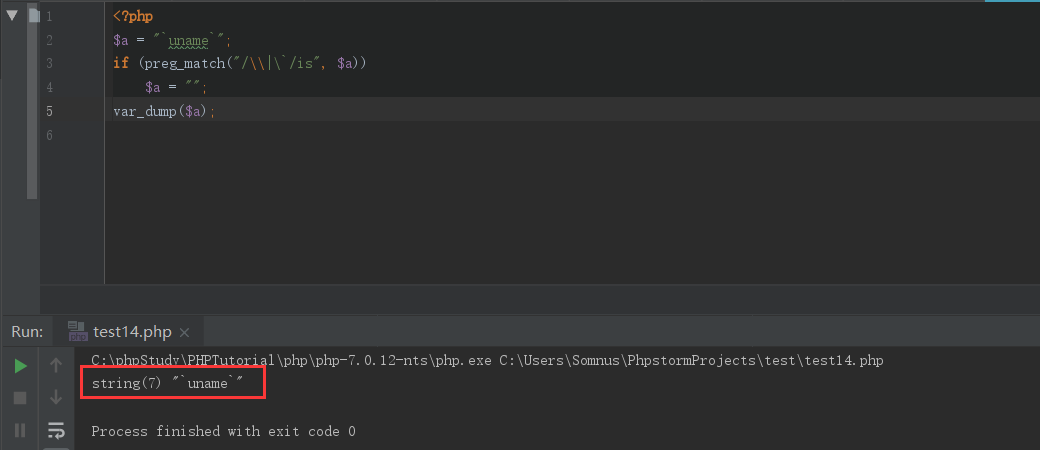 1 <?php
2 $a = "`uname`";
3 if (preg_match("/\\|\`/is", $a))
4 $a = "";
5 var_dump($a);
6
Run: test14.php ×
php
C:\phpStudy\PHPTutorial\php\php-7.0.12-nts\php.exe C:\Users\Somnus\PhpstormProjects\test\test14.php
string(7) "`uname`"
Process finished with exit code 0